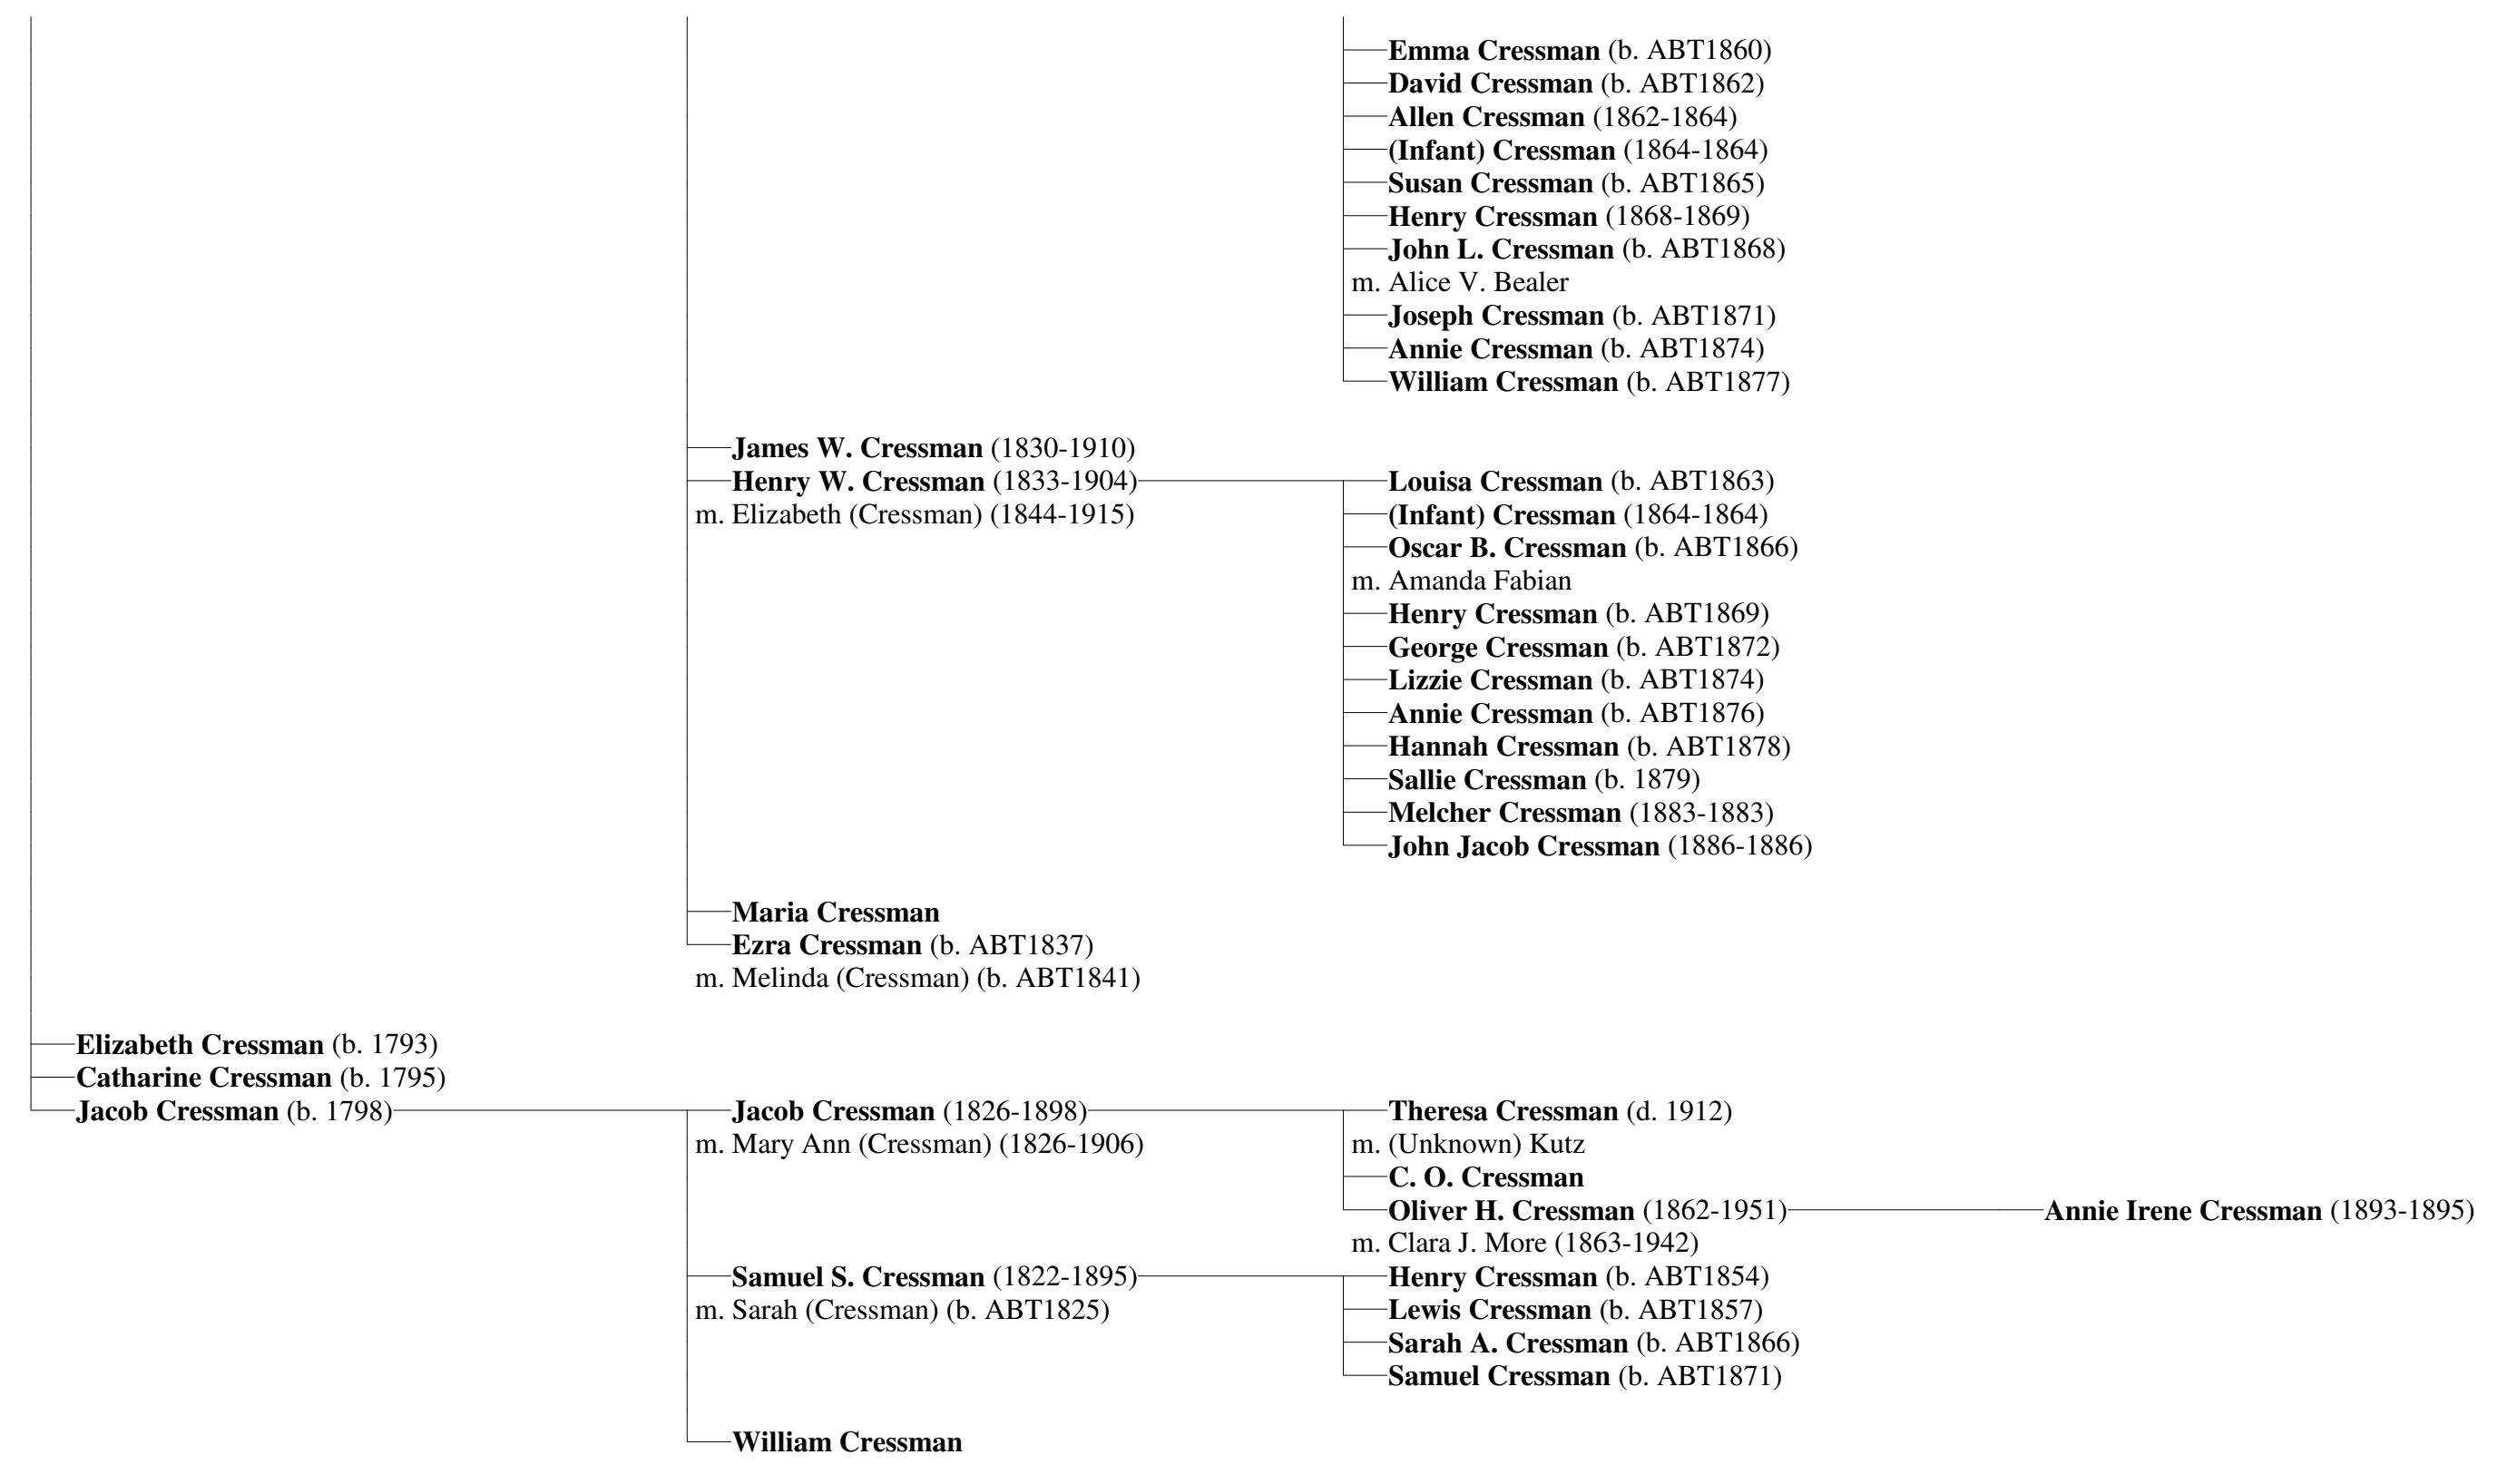 Emma Cressman (b. ABT1860)
David Cressman (b. ABT1862)
Allen Cressman (1862-1864)
(Infant) Cressman (1864-1864)
Susan Cressman (b. ABT1865)
Henry Cressman (1868-1869)
John L. Cressman (b. ABT1868)
m. Alice V. Bealer
Joseph Cressman (b. ABT1871)
Annie Cressman (b. ABT1874)
William Cressman (b. ABT1877)
James W. Cressman (1830-1910)
Henry W. Cressman (1833-1904)
m. Elizabeth (Cressman) (1844-1915)
Louisa Cressman (b. ABT1863)
(Infant) Cressman (1864-1864)
Oscar B. Cressman (b. ABT1866)
m. Amanda Fabian
Henry Cressman (b. ABT1869)
George Cressman (b. ABT1872)
Lizzie Cressman (b. ABT1874)
Annie Cressman (b. ABT1876)
Hannah Cressman (b. ABT1878)
Sallie Cressman (b. 1879)
Melcher Cressman (1883-1883)
John Jacob Cressman (1886-1886)
Maria Cressman
Ezra Cressman (b. ABT1837)
m. Melinda (Cressman) (b. ABT1841)
Elizabeth Cressman (b. 1793)
Catharine Cressman (b. 1795)
Jacob Cressman (b. 1798)
Jacob Cressman (1826-1898)
m. Mary Ann (Cressman) (1826-1906)
Theresa Cressman (d. 1912)
m. (Unknown) Kutz
C. O. Cressman
Oliver H. Cressman (1862-1951)
m. Clara J. More (1863-1942)
Annie Irene Cressman (1893-1895)
Samuel S. Cressman (1822-1895)
m. Sarah (Cressman) (b. ABT1825)
Henry Cressman (b. ABT1854)
Lewis Cressman (b. ABT1857)
Sarah A. Cressman (b. ABT1866)
Samuel Cressman (b. ABT1871)
William Cressman